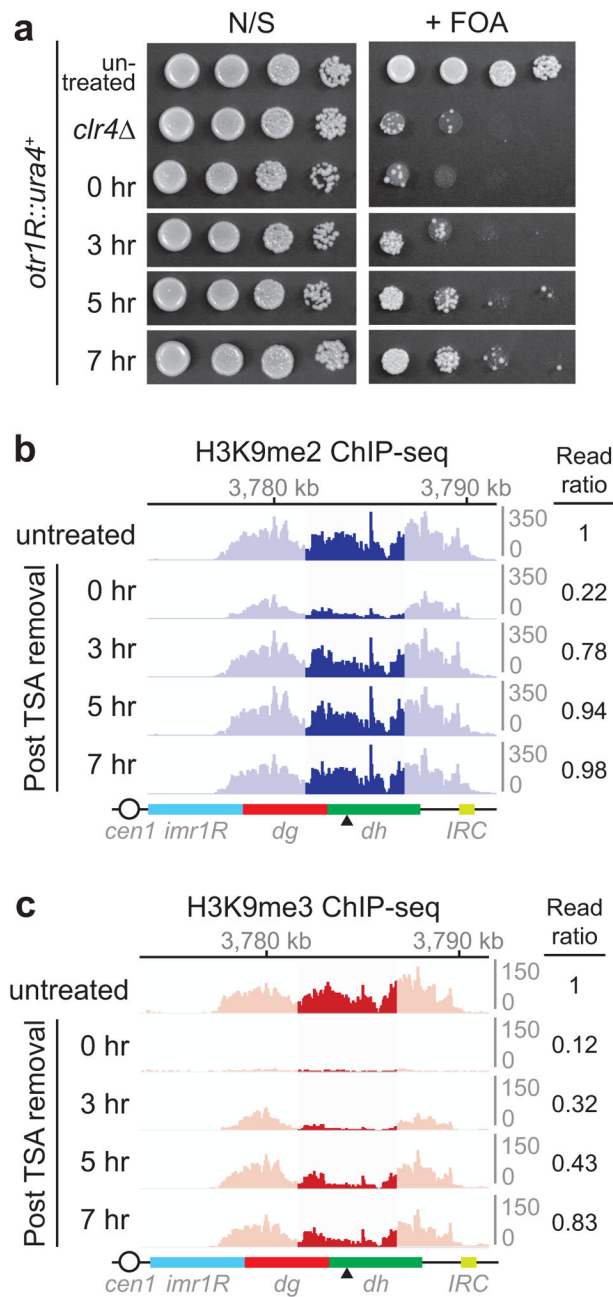 a
N/S + FOA
un-
treated
clr4Δ
0 hr
3 hr
5 hr
7 hr
otr1R::ura4+
b
H3K9me2 ChIP-seq
Read
ratio
3,780 kb 3,790 kb
untreated 350 0 1
Post TSA removal
0 hr 350 0 0.22
3 hr 350 0 0.78
5 hr 350 0 0.94
7 hr 350 0 0.98
cen1 imr1R dg dh IRC
c
H3K9me3 ChIP-seq
Read
ratio
3,780 kb 3,790 kb
untreated 150 0 1
Post TSA removal
0 hr 150 0 0.12
3 hr 150 0 0.32
5 hr 150 0 0.43
7 hr 150 0 0.83
cen1 imr1R dg dh IRC